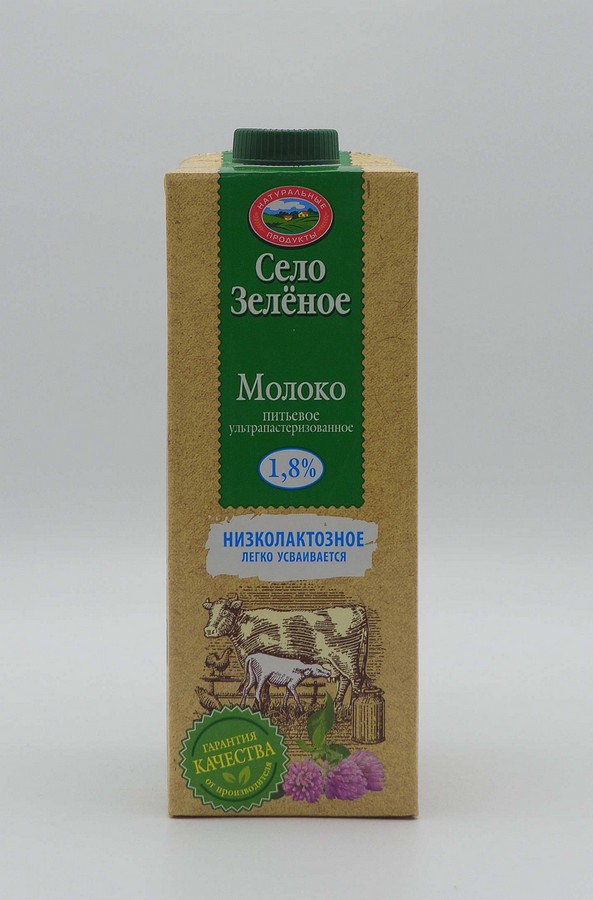 НАТУРАЛЬНЫЕ
ПРОДУКТЫ
Село
Зелёное
Молоко
питьевое
ультрапастеризованное
1,8%
НИЗКОЛАКТОЗНОЕ
ЛЕГКО УСВАИВАЕТСЯ
ГАРАНТИЯ
КАЧЕСТВА
от производителя